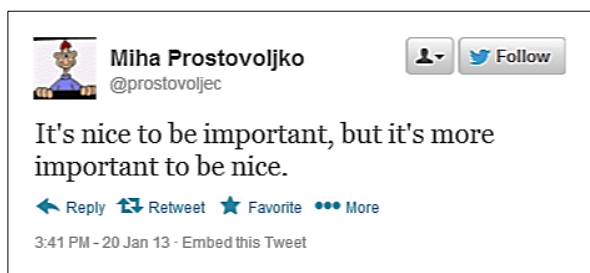 Miha Prostovoljko
@prostovoljec
Follow
It's nice to be important, but it's more
important to be nice.
Reply Retweet Favorite More
3:41 PM - 20 Jan 13 · Embed this Tweet